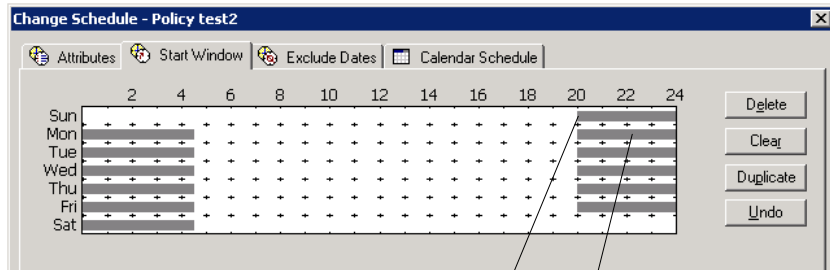 Change Schedule - Policy test2
Attributes Start Window Exclude Dates Calendar Schedule
2 4 6 8 10 12 14 16 18 20 22 24
Sun
Mon
Tue
Wed
Thu
Fri
Sat
Delete
Clear
Duplicate
Undo